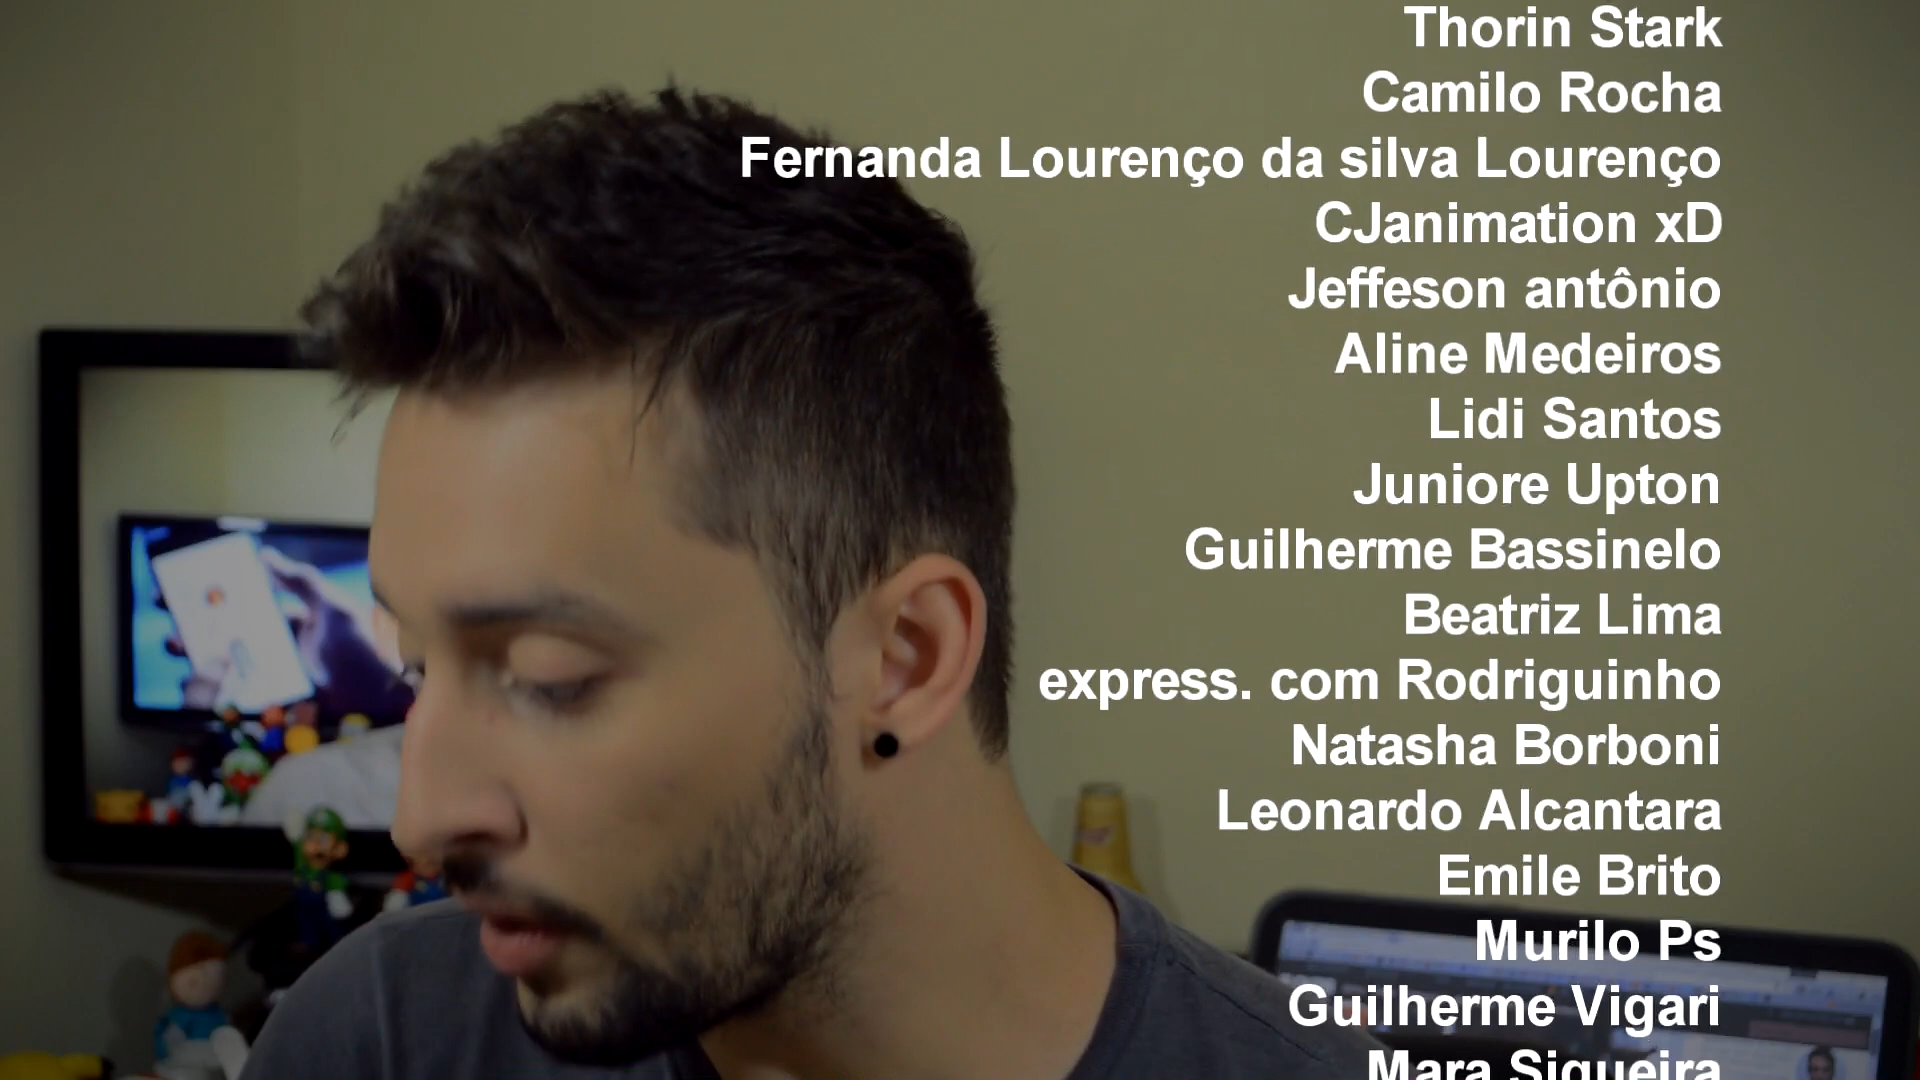 Thorin Stark
Camilo Rocha
Fernanda Lourenço da silva Lourenço
CJanimation xD
Jeffeson antônio
Aline Medeiros
Lidi Santos
Juniore Upton
Guilherme Bassinelo
Beatriz Lima
express. com Rodriguinho
Natasha Borboni
Leonardo Alcantara
Emile Brito
Murilo Ps
Guilherme Vigari
Mara Siqueira